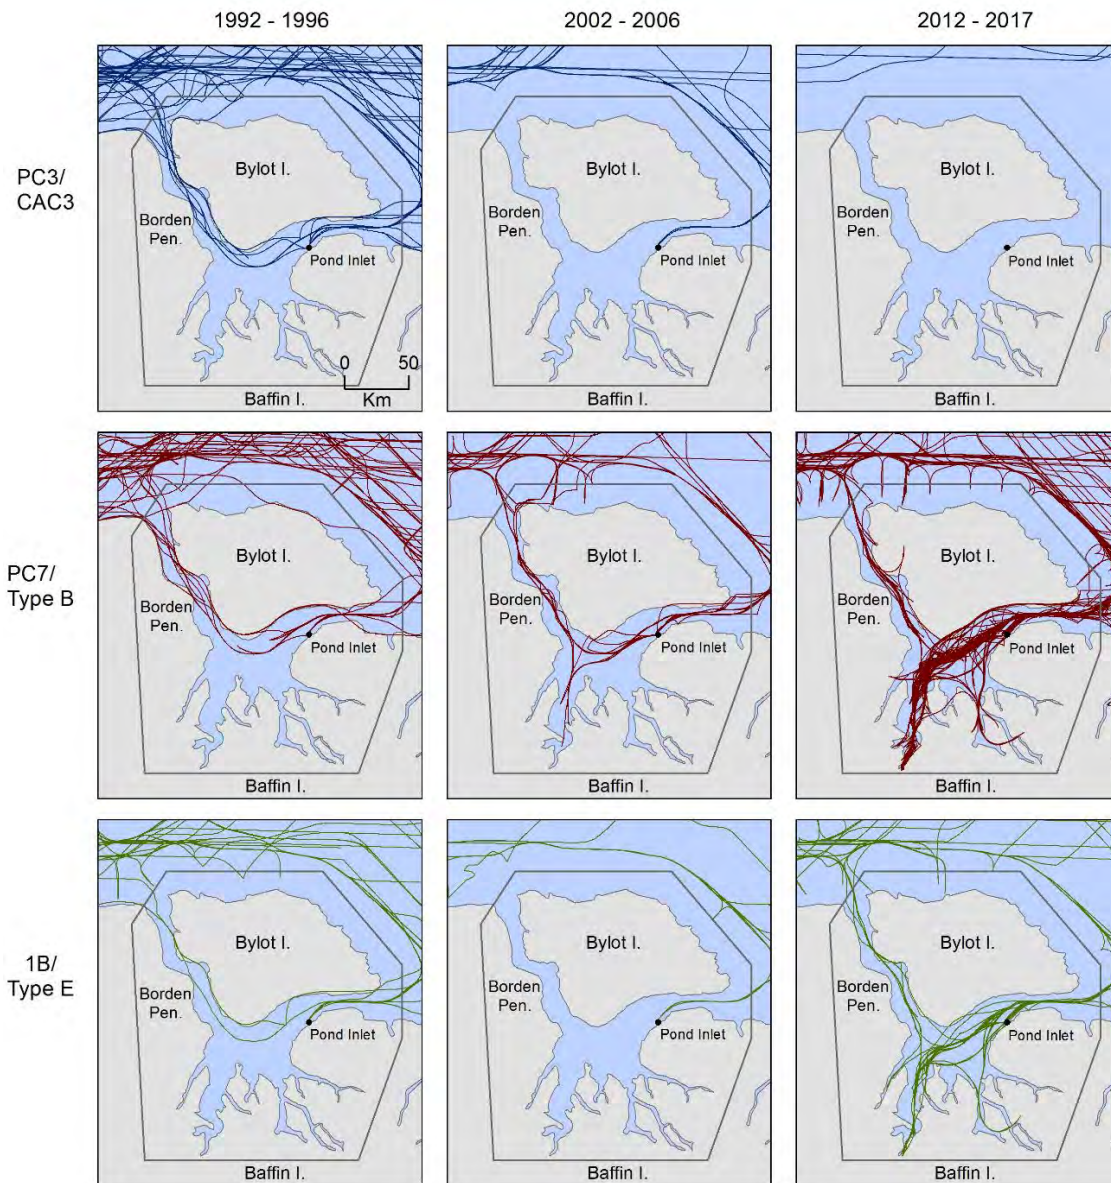 1992 - 1996
2002 - 2006
2012 - 2017
PC3/
CAC3
Bylot I.
Borden
Pen.
Pond Inlet
0 50
Km
Baffin I.
Bylot I.
Borden
Pen.
Pond Inlet
Baffin I.
Bylot I.
Borden
Pen.
Pond Inlet
Baffin I.
PC7/
Type B
Bylot I.
Borden
Pen.
Pond Inlet
Baffin I.
Bylot I.
Borden
Pen.
Pond Inlet
Baffin I.
Bylot I.
Borden
Pen.
Pond Inlet
Baffin I.
1B/
Type E
Bylot I.
Borden
Pen.
Pond Inlet
Baffin I.
Bylot I.
Borden
Pen.
Pond Inlet
Baffin I.
Bylot I.
Borden
Pen.
Pond Inlet
Baffin I.